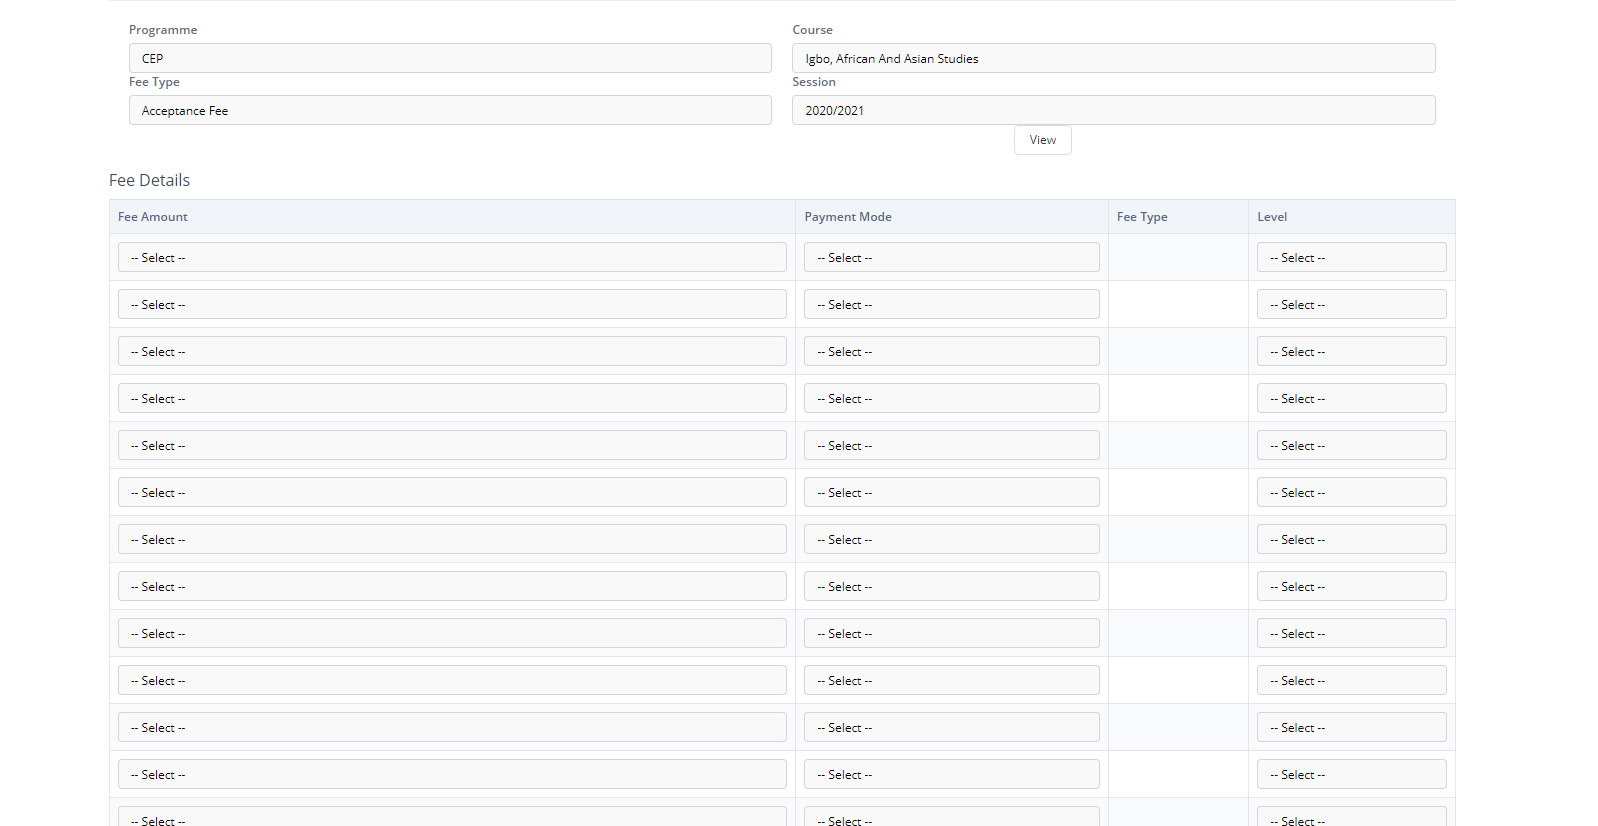 Programme Course
CEP Igbo, African And Asian Studies
Fee Type Session
Acceptance Fee 2020/2021
View
Fee Details
Fee Amount Payment Mode Fee Type Level
-- Select -- -- Select -- -- Select --
-- Select -- -- Select -- -- Select --
-- Select -- -- Select -- -- Select --
-- Select -- -- Select -- -- Select --
-- Select -- -- Select -- -- Select --
-- Select -- -- Select -- -- Select --
-- Select -- -- Select -- -- Select --
-- Select -- -- Select -- -- Select --
-- Select -- -- Select -- -- Select --
-- Select -- -- Select -- -- Select --
-- Select -- -- Select -- -- Select --
-- Select -- -- Select -- -- Select --
-- Select -- -- Select -- -- Select --